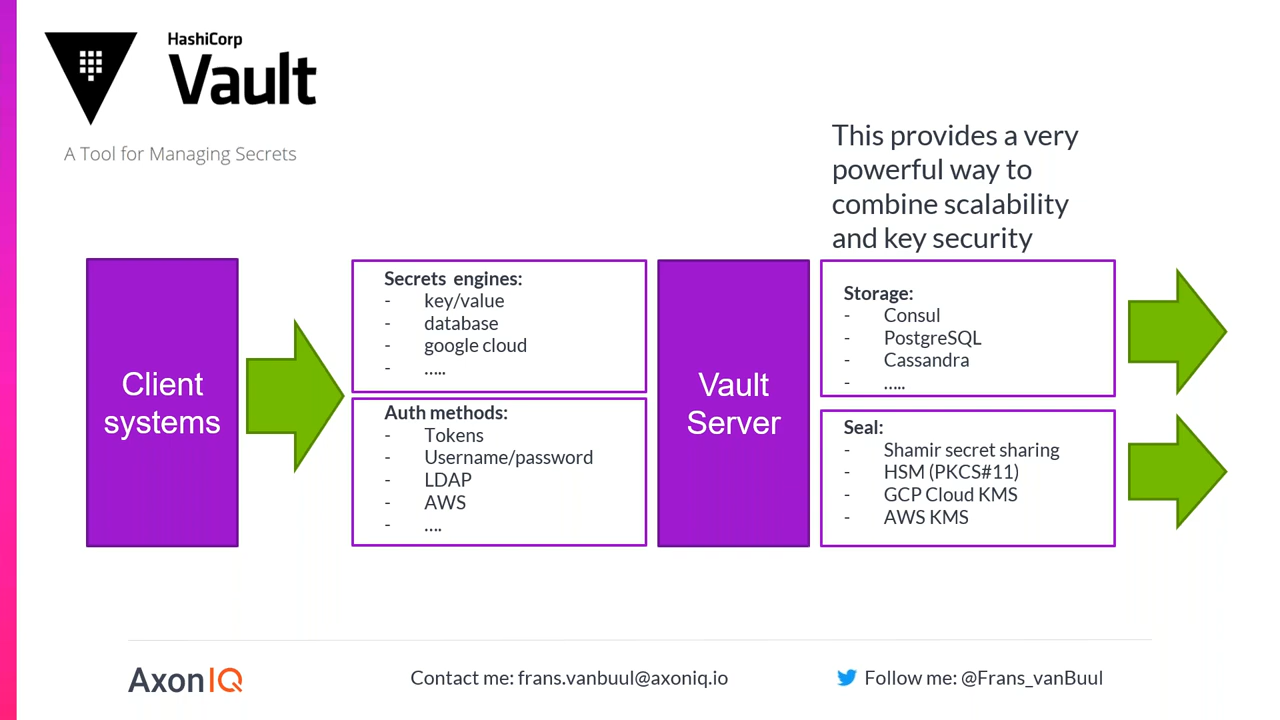 HashiCorp
Vault
A Tool for Managing Secrets
This provides a very
powerful way to
combine scalability
and key security
Client
systems
Secrets engines:
- key/value
- database
- google cloud
- .....
Auth methods:
- Tokens
- Username/password
- LDAP
- AWS
- ....
Vault
Server
Storage:
- Consul
- PostgreSQL
- Cassandra
- .....
Seal:
- Shamir secret sharing
- HSM (PKCS#11)
- GCP Cloud KMS
- AWS KMS
AxonIQ
Contact me: frans.vanbuul@axoniq.io
Follow me: @Frans_vanBuul